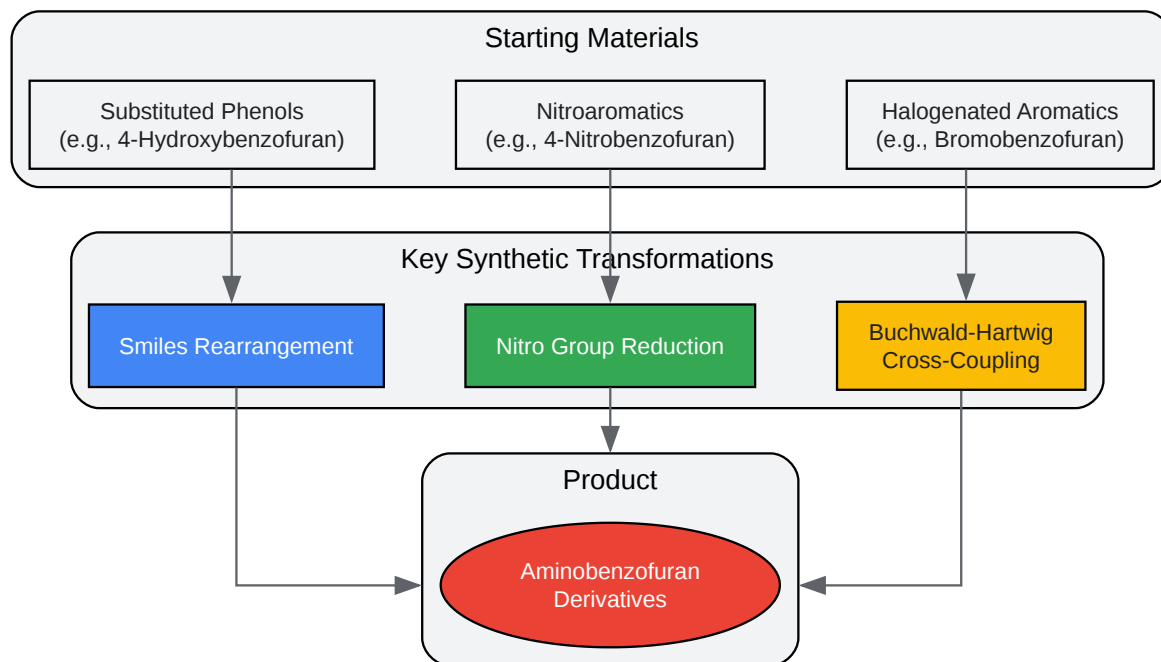 Starting Materials
Substituted Phenols
(e.g., 4-Hydroxybenzofuran)
Nitroaromatics
(e.g., 4-Nitrobenzofuran)
Halogenated Aromatics
(e.g., Bromobenzofuran)
Key Synthetic Transformations
Smiles Rearrangement
Nitro Group Reduction
Buchwald-Hartwig
Cross-Coupling
Product
Aminobenzofuran
Derivatives